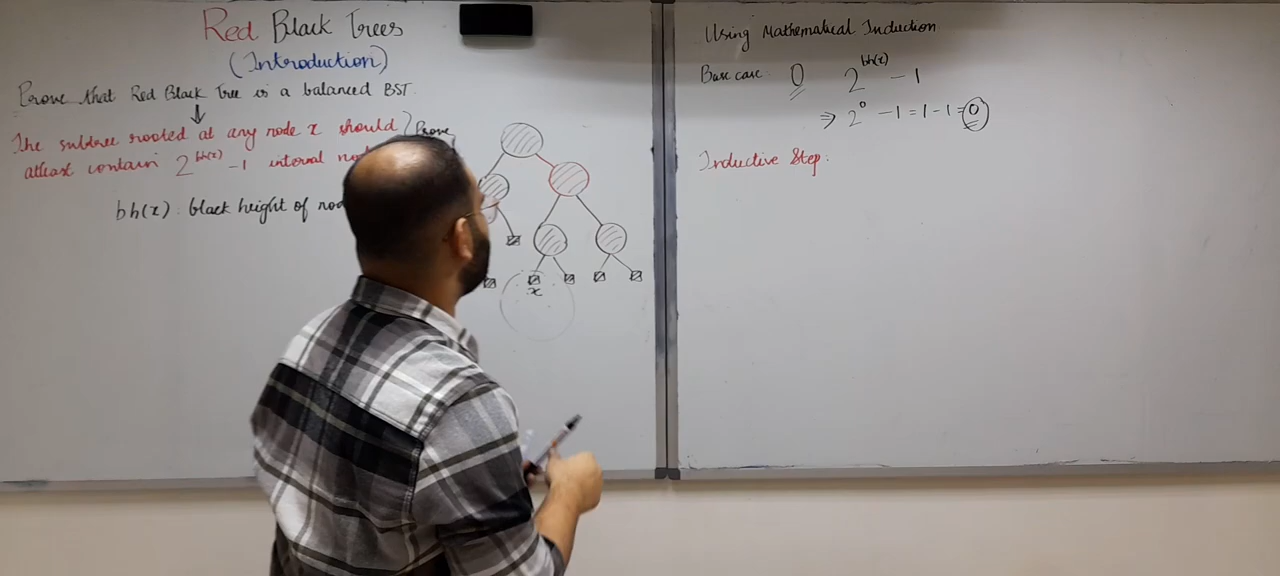 Red Black Trees
(Introduction)
Prove that Red Black Tree is a balanced BST.
↓
The subtree rooted at any node x should } Prove
atleast contain 2^bh(x) - 1 internal
bh(x) : black height of
x
Using Mathematical Induction
Base case: 0 2^bh(x) - 1
⇒ 2^0 - 1 = 1 - 1 = 0
Inductive Step: